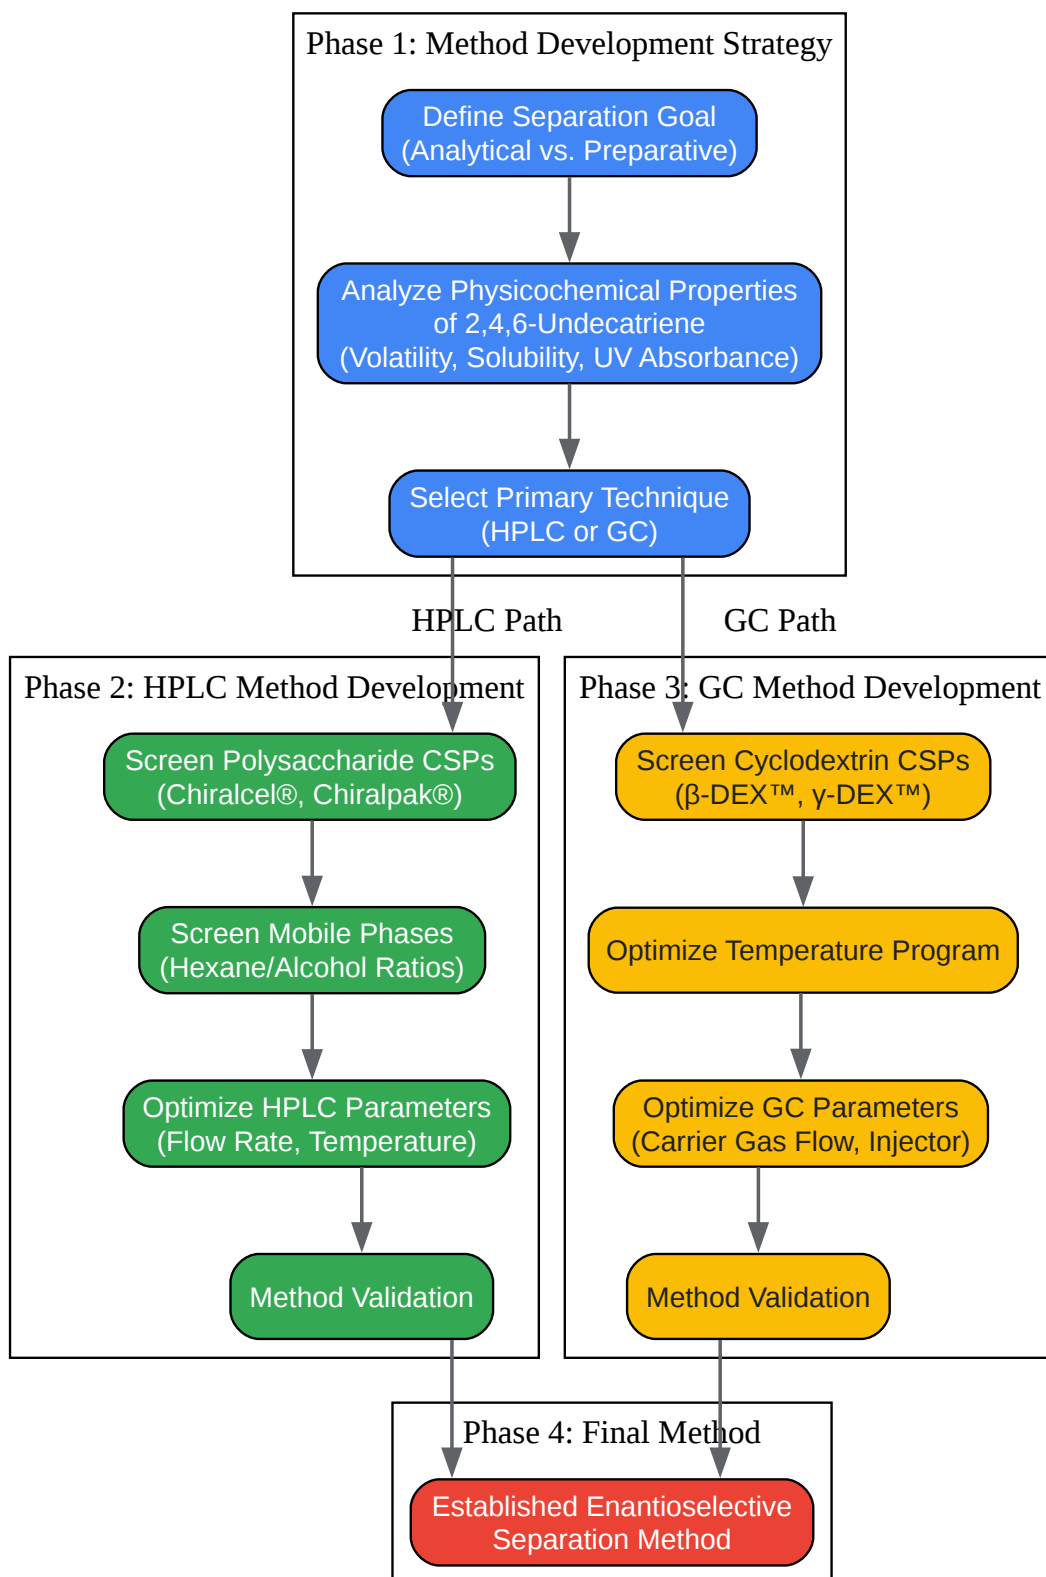 Phase 1: Method Development Strategy
Define Separation Goal
(Analytical vs. Preparative)
Analyze Physicochemical Properties
of 2,4,6-Undecatriene
(Volatility, Solubility, UV Absorbance)
Select Primary Technique
(HPLC or GC)
HPLC Path
GC Path
Phase 2: HPLC Method Development
Screen Polysaccharide CSPs
(Chiralcel®, Chiralpak®)
Screen Mobile Phases
(Hexane/Alcohol Ratios)
Optimize HPLC Parameters
(Flow Rate, Temperature)
Method Validation
Phase 3: GC Method Development
Screen Cyclodextrin CSPs
(β-DEX™, γ-DEX™)
Optimize Temperature Program
Optimize GC Parameters
(Carrier Gas Flow, Injector)
Method Validation
Phase 4: Final Method
Established Enantioselective
Separation Method